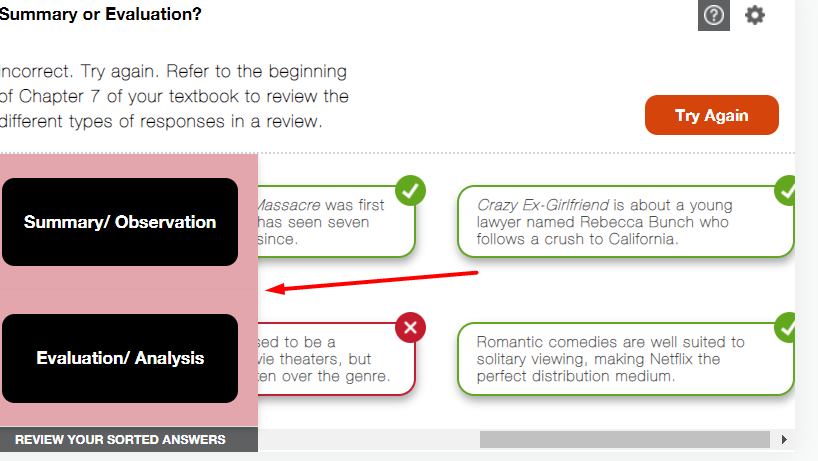 Summary or Evaluation?
Incorrect. Try again. Refer to the beginning
of Chapter 7 of your textbook to review the
different types of responses in a review.
Try Again
Summary/ Observation
Massacre was first
has seen seven
since.
Crazy Ex-Girlfriend is about a young
lawyer named Rebecca Bunch who
follows a crush to California.
Evaluation/ Analysis
to be a
theaters, but
over the genre.
Romantic comedies are well suited to
solitary viewing, making Netflix the
perfect distribution medium.
REVIEW YOUR SORTED ANSWERS